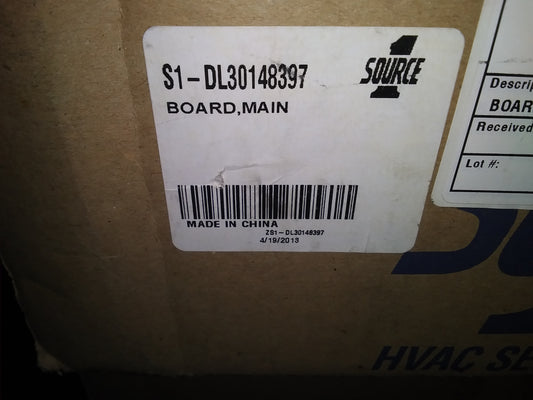 S1-DL30148397
SOURCE 1
BOARD,MAIN
MADE IN CHINA
ZS1-DL30148397
4/19/2013
Descrip
BOAR
Received
Lot #:
HVAC SE